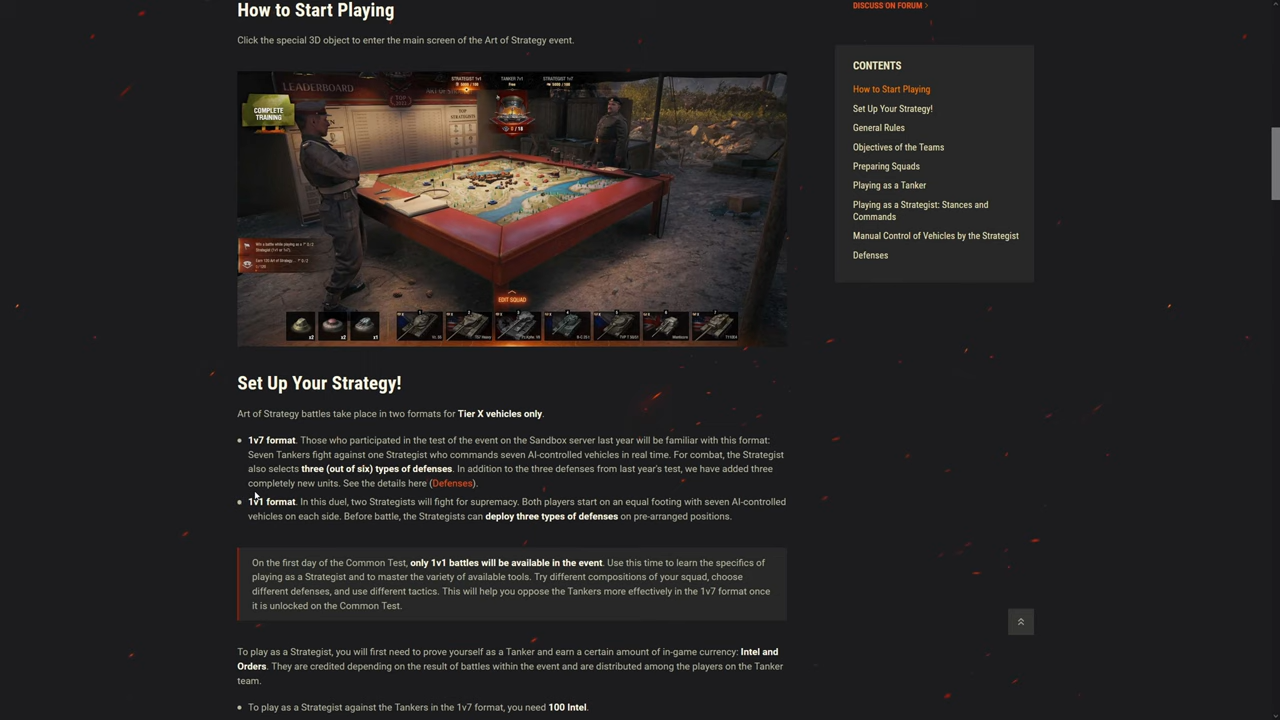 How to Start Playing
DISCUSS ON FORUM >
Click the special 3D object to enter the main screen of the Art of Strategy event.
LEADERBOARD
COMPLETE
TRAINING
STRATEGIST 1v1
TANKER 7v1
Free
STRATEGIST 1v7
TOP
STRATEGISTS
0 / 18
EDIT SQUAD
x2
x2
x1
CONTENTS
How to Start Playing
Set Up Your Strategy!
General Rules
Objectives of the Teams
Preparing Squads
Playing as a Tanker
Playing as a Strategist: Stances and
Commands
Manual Control of Vehicles by the Strategist
Defenses
Set Up Your Strategy!
Art of Strategy battles take place in two formats for Tier X vehicles only.
1v7 format. Those who participated in the test of the event on the Sandbox server last year will be familiar with this format:
Seven Tankers fight against one Strategist who commands seven AI-controlled vehicles in real time. For combat, the Strategist
also selects three (out of six) types of defenses. In addition to the three defenses from last year's test, we have added three
completely new units. See the details here (Defenses).
1v1 format. In this duel, two Strategists will fight for supremacy. Both players start on an equal footing with seven AI-controlled
vehicles on each side. Before battle, the Strategists can deploy three types of defenses on pre-arranged positions.
On the first day of the Common Test, only 1v1 battles will be available in the event. Use this time to learn the specifics of
playing as a Strategist and to master the variety of available tools. Try different compositions of your squad, choose
different defenses, and use different tactics. This will help you oppose the Tankers more effectively in the 1v7 format once
it is unlocked on the Common Test.
To play as a Strategist, you will first need to prove yourself as a Tanker and earn a certain amount of in-game currency: Intel and
Orders. They are credited depending on the result of battles within the event and are distributed among the players on the Tanker
team.
To play as a Strategist against the Tankers in the 1v7 format, you need 100 Intel.